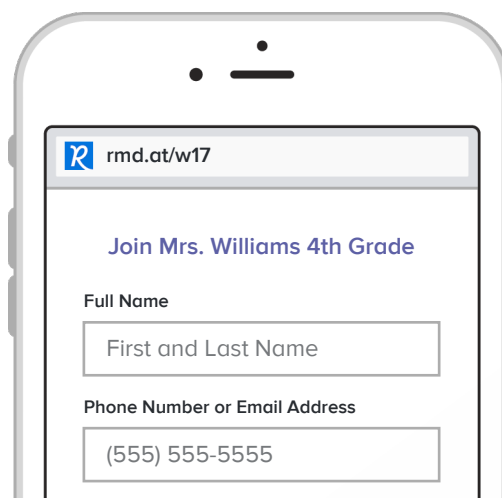 rmd.at/w17
Join Mrs. Williams 4th Grade
Full Name
First and Last Name
Phone Number or Email Address
(555) 555-5555